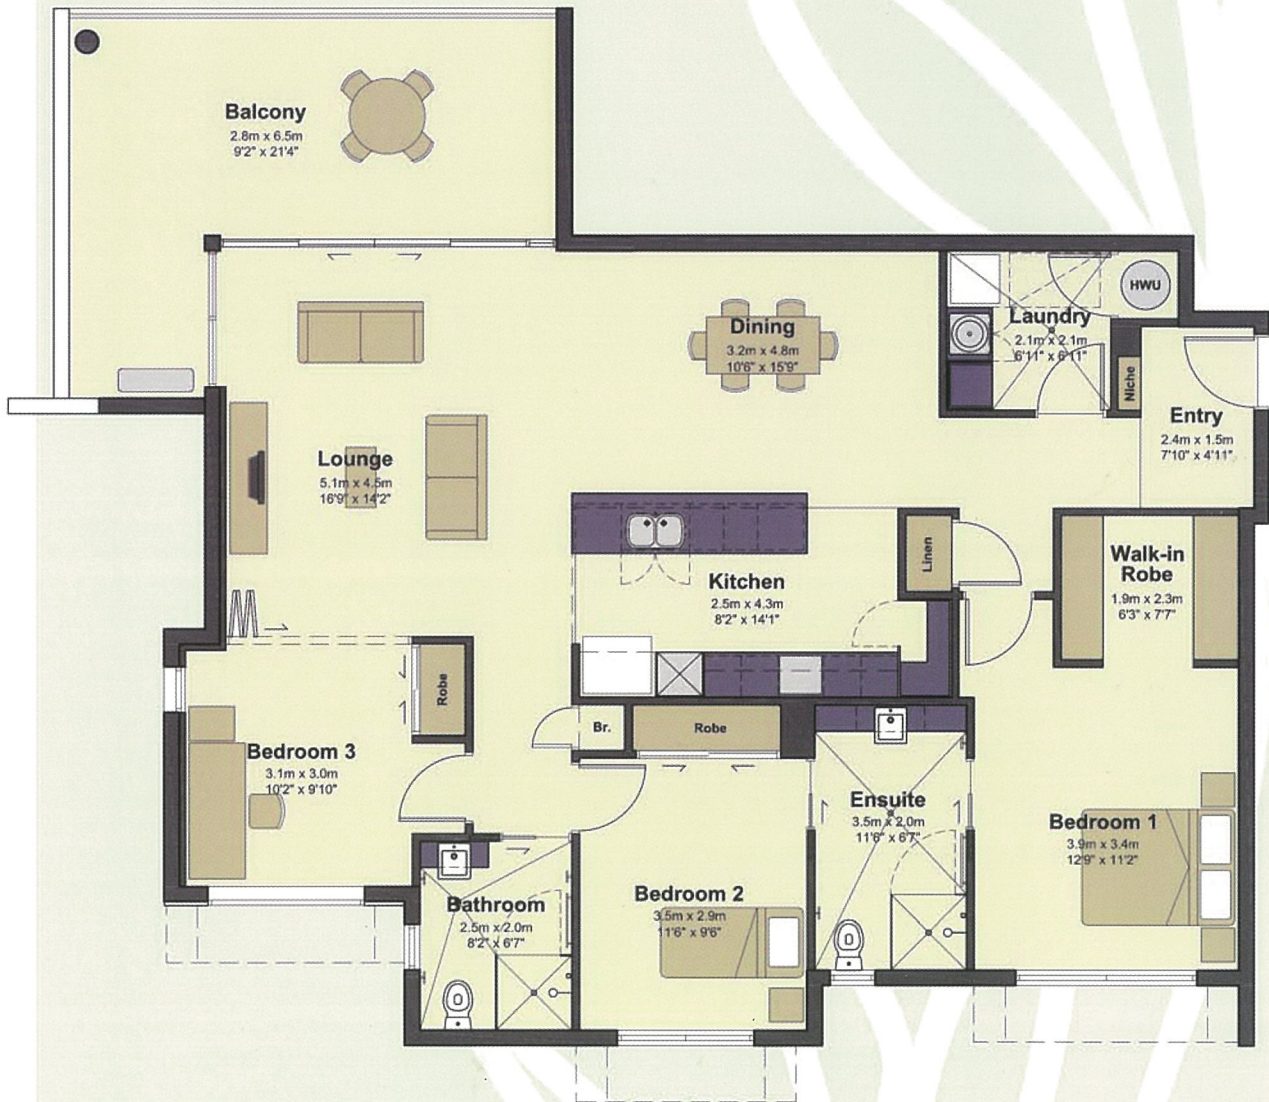 Balcony
2.8m x 6.5m
9'2" x 21'4"
HWU
Laundry
2.1m x 2.1m
6'11" x 6'11"
Dining
3.2m x 4.8m
10'6" x 15'9"
Niche
Entry
2.4m x 1.5m
7'10" x 4'11"
Lounge
5.1m x 4.5m
16'9" x 14'2"
Linen
Walk-in
Robe
1.9m x 2.3m
6'3" x 7'7"
Kitchen
2.5m x 4.3m
8'2" x 14'1"
Robe
Br.
Robe
Bedroom 3
3.1m x 3.0m
10'2" x 9'10"
Ensuite
3.5m x 2.0m
11'6" x 6'7"
Bedroom 1
3.9m x 3.4m
12'9" x 11'2"
Bathroom
2.5m x 2.0m
8'2" x 6'7"
Bedroom 2
3.5m x 2.9m
11'6" x 9'6"